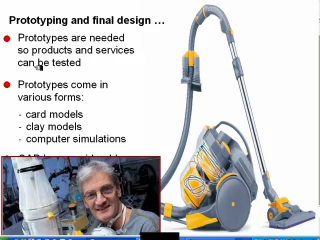 Prototyping and final design …
Prototypes are needed
so products and services
can be tested
Prototypes come in
various forms:
- card models
- clay models
- computer simulations